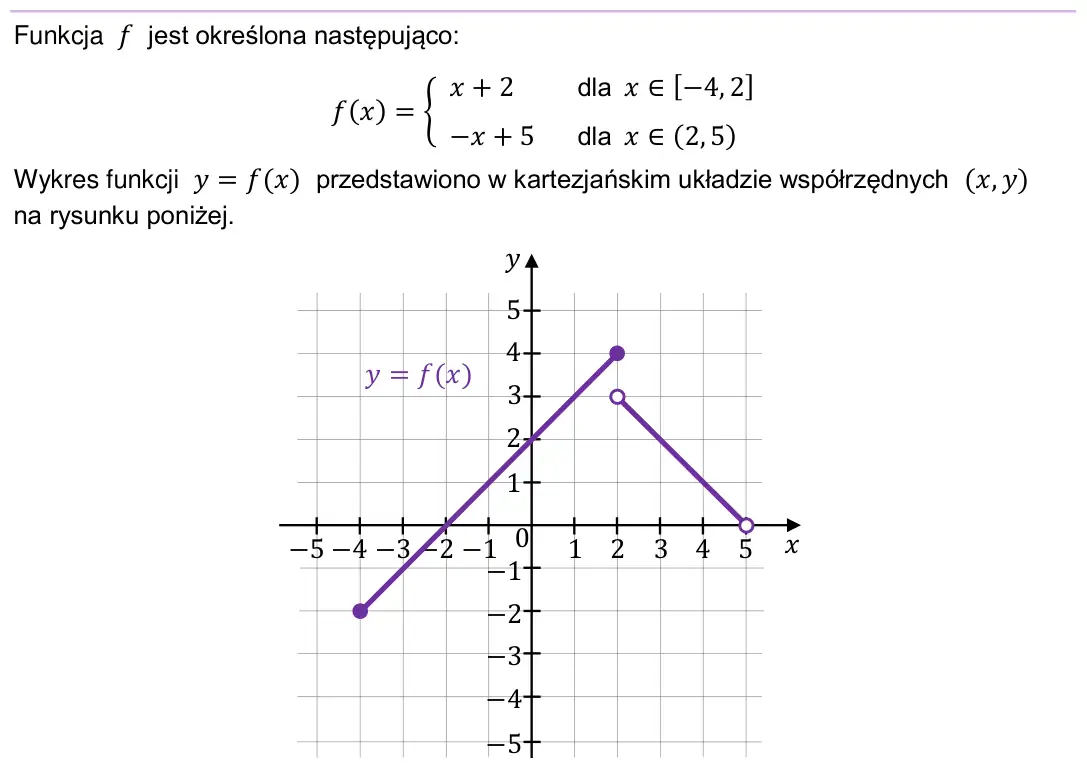 Funkcja f jest określona następująco:
f(x) = { x + 2 dla x ∈ [−4, 2]
−x + 5 dla x ∈ (2, 5)
Wykres funkcji y = f(x) przedstawiono w kartezjańskim układzie współrzędnych (x, y)
na rysunku poniżej.
y
5
4
y = f(x)
3
2
1
−5 −4 −3 −2 −1 0 1 2 3 4 5 x
−1
−2
−3
−4
−5